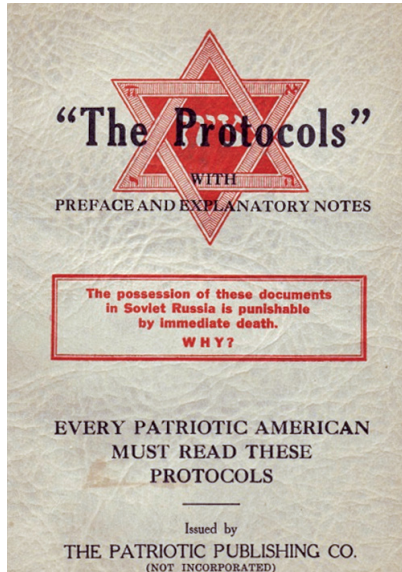 "The Protocols"
WITH
PREFACE AND EXPLANATORY NOTES
The possession of these documents
in Soviet Russia is punishable
by immediate death.
WHY?
EVERY PATRIOTIC AMERICAN
MUST READ THESE
PROTOCOLS
Issued by
THE PATRIOTIC PUBLISHING CO.
(NOT INCORPORATED)